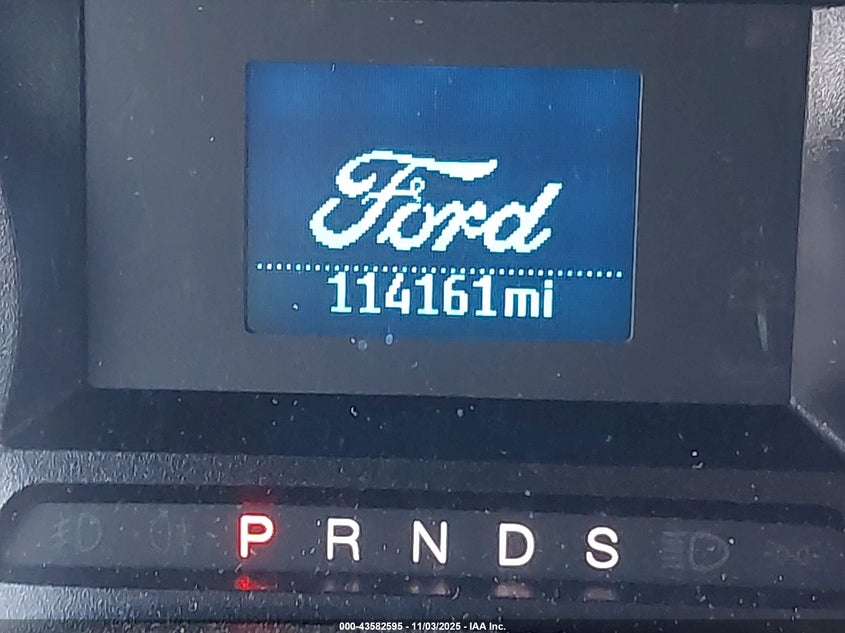 Ford
114161mi
P R N D S
000-43582595 - 11/03/2025 - IAA Inc.